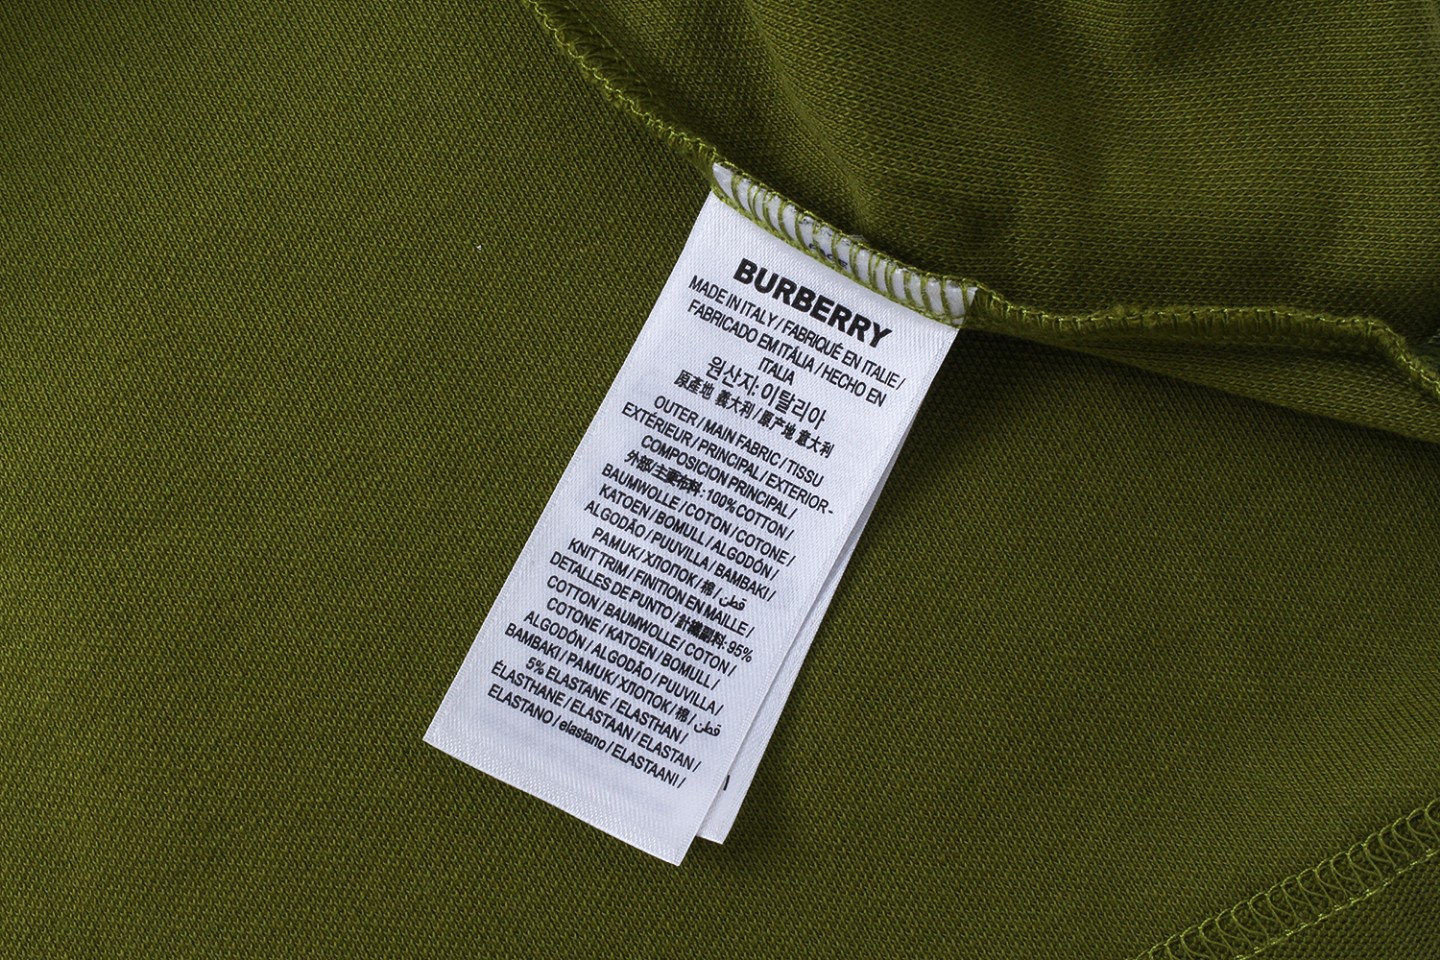 BURBERRY
MADE IN ITALY / FABRIQUÉ EN ITALIE /
FABRICADO EM ITÁLIA / HECHO EN
ITALIA
원산지: 이탈리아
原產地 義大利 / 原产地 意大利
OUTER / MAIN FABRIC / TISSU
EXTÉRIEUR / PRINCIPAL / EXTERIOR -
COMPOSICION PRINCIPAL /
外部/主要布料 : 100% COTTON /
BAUMWOLLE / COTON / COTONE /
KATOEN / BOMULL / ALGODÓN /
ALGODÃO / PUUVILLA / BAMBAKI /
PAMUK / ХЛОПОК / 棉 / قطن
KNIT TRIM / FINITION EN MAILLE /
DETALLES DE PUNTO / 針織副料: 95%
COTTON / BAUMWOLLE / COTON /
COTONE / KATOEN / BOMULL /
ALGODÓN / ALGODÃO / PUUVILLA /
BAMBAKI / PAMUK / ХЛОПОК / 棉 / قطن
5% ELASTANE / ELASTHAN /
ÉLASTHANE / ELASTAAN / ELASTAN /
ELASTANO / elastano / ELASTAANI /